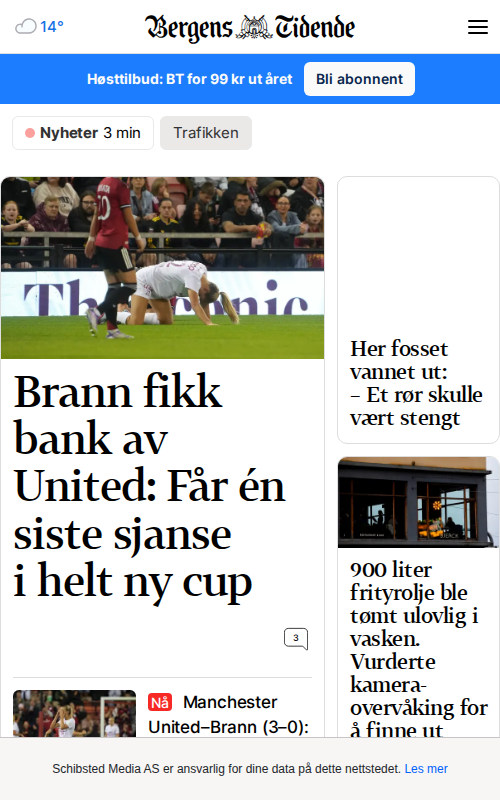 14°
Bergens Tidende
Høsttilbud: BT for 99 kr ut året
Bli abonnent
Nyheter 3 min
Trafikken
Brann fikk
bank av
United: Får én
siste sjanse
i helt ny cup
3
Nå Manchester
United–Brann (3–0):
Her fosset
vannet ut:
– Et rør skulle
vært stengt
900 liter
frityrolje ble
tømt ulovlig i
vasken.
Vurderte
kamera-
overvåking for
å finne ut
Schibsted Media AS er ansvarlig for dine data på dette nettstedet. Les mer